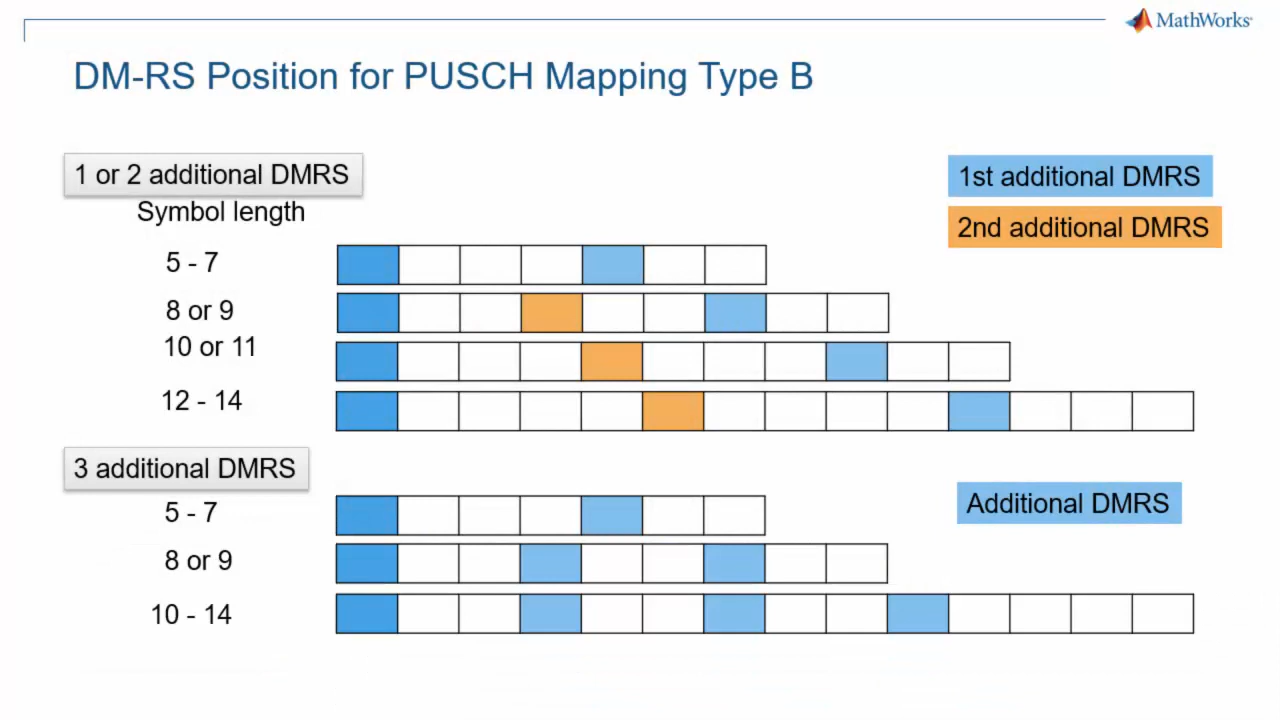 MathWorks
DM-RS Position for PUSCH Mapping Type B
1 or 2 additional DMRS
1st additional DMRS
Symbol length
2nd additional DMRS
5 - 7
8 or 9
10 or 11
12 - 14
3 additional DMRS
5 - 7
Additional DMRS
8 or 9
10 - 14